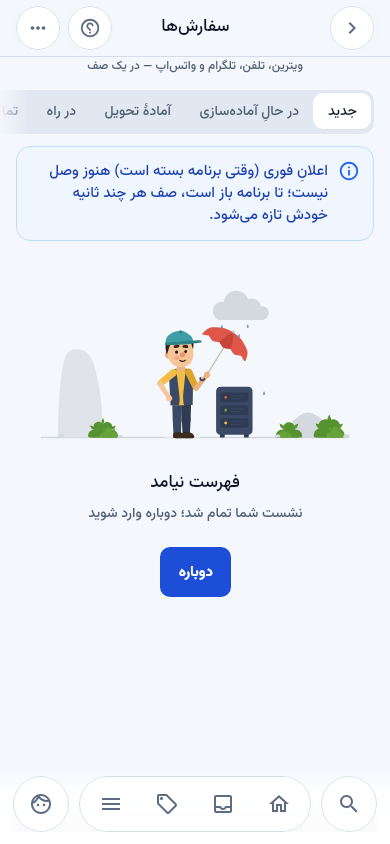 سفارش‌ها
ویترین، تلفن، تلگرام و واتس‌اپ — در یک صف
جدید
در حالِ آماده‌سازی
آمادهٔ تحویل
در راه
تما
اعلانِ فوری (وقتی برنامه بسته است) هنوز وصل
نیست؛ تا برنامه باز است، صف هر چند ثانیه
خودش تازه می‌شود.
فهرست نیامد
نشست شما تمام شد؛ دوباره وارد شوید
دوباره